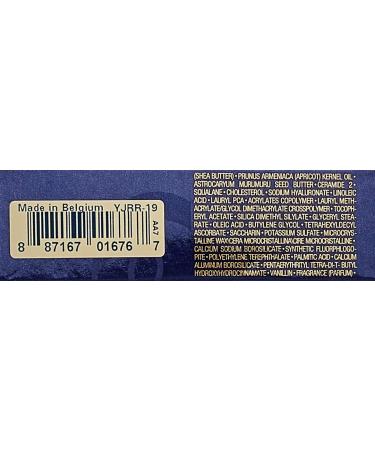 Made in Belgium YJRR-19
AA7
8 87167 01676 7
(SHEA BUTTER) • PRUNUS ARMENIACA (APRICOT) KERNEL OIL •
ASTROCARYUM MURUMURU SEED BUTTER • CERAMIDE 2 •
SQUALANE • CHOLESTEROL • SODIUM HYALURONATE • LINOLEIC
ACID • LAURYL PCA • ACRYLATES COPOLYMER • LAURYL METH-
ACRYLATE/GLYCOL DIMETHACRYLATE CROSSPOLYMER • TOCOPH-
ERYL ACETATE • SILICA DIMETHYL SILYLATE • GLYCERYL STEA-
RATE • OLEIC ACID • BUTYLENE GLYCOL • TETRAHEXYLDECYL
ASCORBATE • SACCHARIN • POTASSIUM SULFATE • MICROCRYS-
TALLINE WAX\CERA MICROCRISTALLINA\CIRE MICROCRISTALLINE •
CALCIUM SODIUM BOROSILICATE • SYNTHETIC FLUORPHLOGO-
PITE • POLYETHYLENE TEREPHTHALATE • PALMITIC ACID • CALCIUM
ALUMINUM BOROSILICATE • PENTAERYTHRITYL TETRA-DI-T- BUTYL
HYDROXYHYDROCINNAMATE • VANILLIN • FRAGRANCE (PARFUM) •